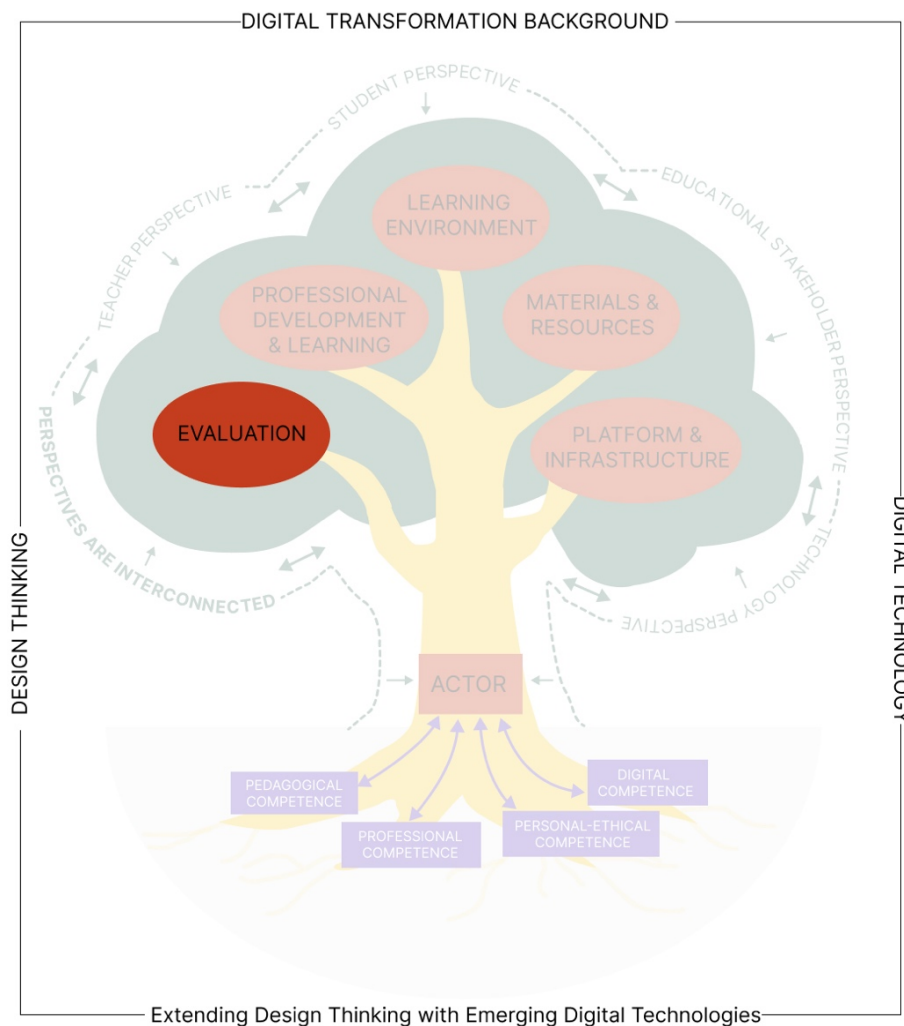 DIGITAL TRANSFORMATION BACKGROUND
STUDENT PERSPECTIVE
TEACHER PERSPECTIVE
EDUCATIONAL STAKEHOLDER PERSPECTIVE
LEARNING
ENVIRONMENT
PROFESSIONAL
DEVELOPMENT
& LEARNING
MATERIALS &
RESOURCES
EVALUATION
PLATFORM &
INFRASTRUCTURE
PERSPECTIVES ARE INTERCONNECTED
TECHNOLOGY PERSPECTIVE
DESIGN THINKING
DIGITAL TECHNOLOGY
ACTOR
PEDAGOGICAL
COMPETENCE
DIGITAL
COMPETENCE
PROFESSIONAL
COMPETENCE
PERSONAL-ETHICAL
COMPETENCE
Extending Design Thinking with Emerging Digital Technologies